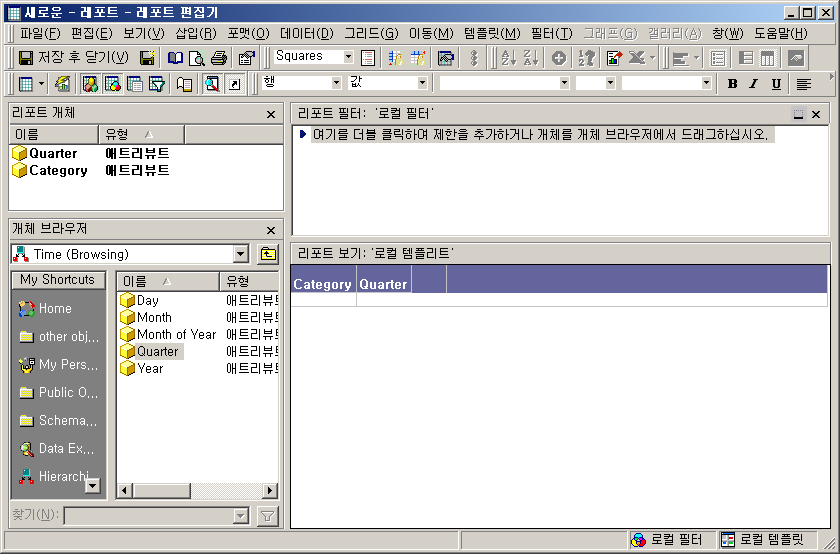 새로운 - 레포트 - 레포트 편집기
파일(F) 편집(E) 보기(V) 삽입(R) 포맷(O) 데이터(D) 그리드(G) 이동(M) 템플릿(M) 필터(T) 그래프(G) 갤러리(A) 창(W) 도움말(H)
저장 후 닫기(V) Squares
행 값 B I U
리포트 개체
이름 유형
Quarter 애트리뷰트
Category 애트리뷰트
개체 브라우저
Time (Browsing)
My Shortcuts
Home
other obj...
My Pers...
Public O...
Schema...
Data Ex...
Hierarchi
이름 유형
Day 애트리뷰트
Month 애트리뷰트
Month of Year 애트리뷰트
Quarter 애트리뷰트
Year 애트리뷰트
찾기(N):
리포트 필터: '로컬 필터'
여기를 더블 클릭하여 제한을 추가하거나 개체를 개체 브라우저에서 드래그하십시오.
리포트 보기: '로컬 템플리트'
Category Quarter
로컬 필터 로컬 템플릿